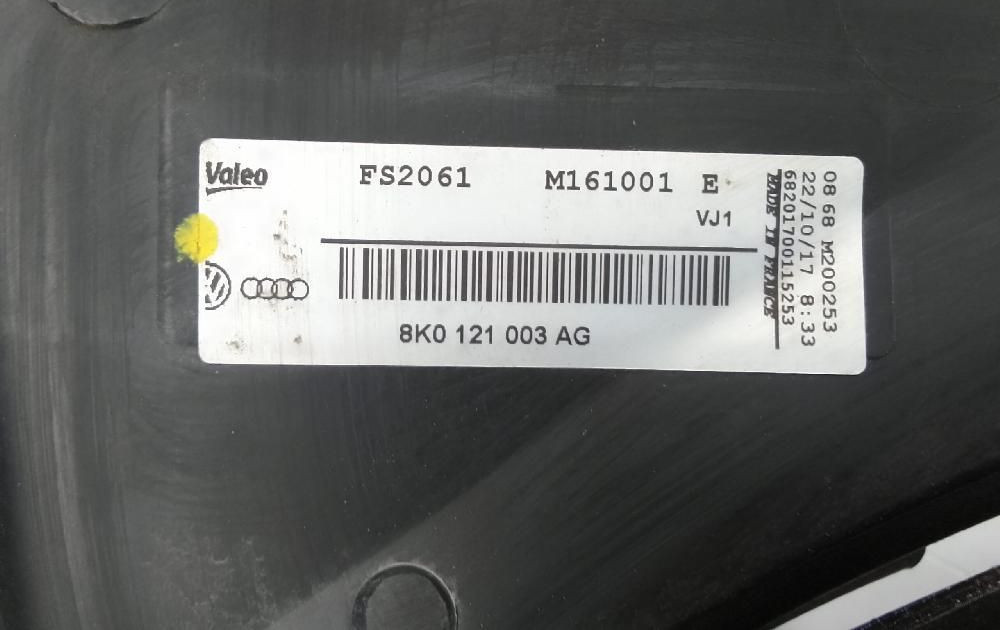 Valeo
FS2061 M161001 E
VJ1
8K0 121 003 AG
08 68 M200253
22/10/17 8:33
68201700115253
MADE IN FRANCE